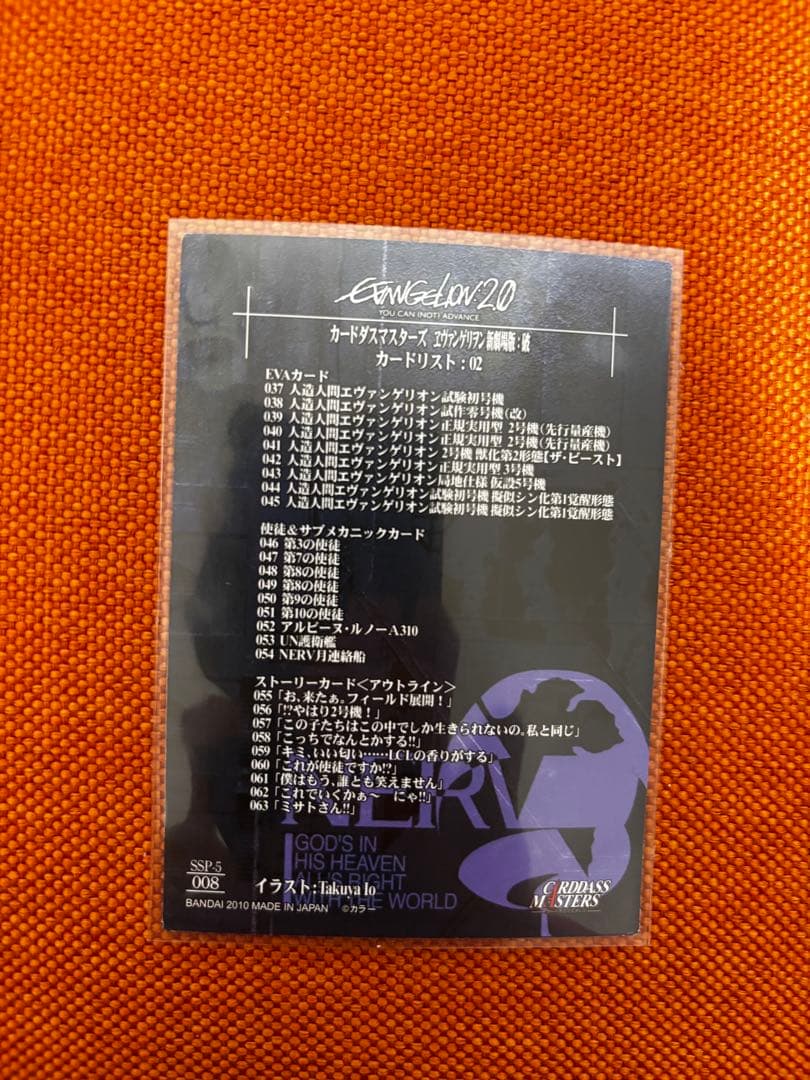 EVANGELION:2.0
YOU CAN (NOT) ADVANCE
カードダスマスターズ ヱヴァンゲリヲン新劇場版：破
カードリスト：02
EVAカード
037 人造人間エヴァンゲリオン試験初号機
038 人造人間エヴァンゲリオン試作零号機(改)
039 人造人間エヴァンゲリオン正規実用型 2号機(先行量産機)
040 人造人間エヴァンゲリオン正規実用型 2号機(先行量産機)
041 人造人間エヴァンゲリオン 2号機 獣化第2形態【ザ・ビースト】
042 人造人間エヴァンゲリオン正規実用型 3号機
043 人造人間エヴァンゲリオン局地仕様 仮設5号機
044 人造人間エヴァンゲリオン試験初号機 擬似シン化第1覚醒形態
045 人造人間エヴァンゲリオン試験初号機 擬似シン化第1覚醒形態
使徒＆サブメカニックカード
046 第3の使徒
047 第7の使徒
048 第8の使徒
049 第8の使徒
050 第9の使徒
051 第10の使徒
052 アルピーヌ・ルノーA310
053 UN護衛艦
054 NERV月連絡船
ストーリーカード＜アウトライン＞
055「お、来たぁ。フィールド展開！」
056「!?やはり2号機！」
057「この子たちはこの中でしか生きられないの。私と同じ」
058「こっちでなんとかする!!」
059「キミ、いい匂い……LCLの香りがする」
060「これが使徒ですか!?」
061「僕はもう、誰とも笑えません」
062「これでいくかぁ〜 にゃ!!」
063「ミサトさん!!」
NERV
GOD'S IN
HIS HEAVEN
ALL'S RIGHT
WITH THE WORLD
SSP-5
008
イラスト：Takuya Io
BANDAI 2010 MADE IN JAPAN ©カラー
CARDDASS
MASTERS